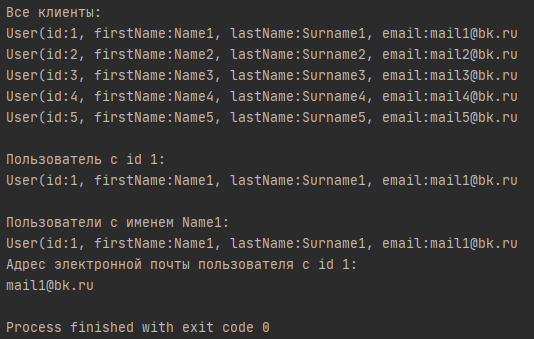 Все клиенты:
User(id:1, firstName:Name1, lastName:Surname1, email:mail1@bk.ru
User(id:2, firstName:Name2, lastName:Surname2, email:mail2@bk.ru
User(id:3, firstName:Name3, lastName:Surname3, email:mail3@bk.ru
User(id:4, firstName:Name4, lastName:Surname4, email:mail4@bk.ru
User(id:5, firstName:Name5, lastName:Surname5, email:mail5@bk.ru
Пользователь с id 1:
User(id:1, firstName:Name1, lastName:Surname1, email:mail1@bk.ru
Пользователи с именем Name1:
User(id:1, firstName:Name1, lastName:Surname1, email:mail1@bk.ru
Адрес электронной почты пользователя с id 1:
mail1@bk.ru
Process finished with exit code 0